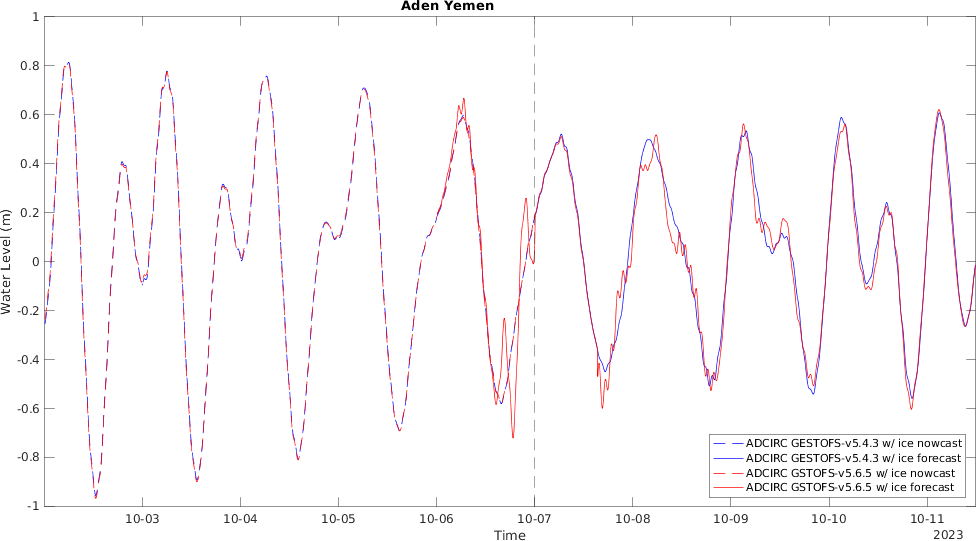 Aden Yemen
Water Level (m)
1
0.8
0.6
0.4
0.2
0
-0.2
-0.4
-0.6
-0.8
-1
ADCIRC GESTOFS-v5.4.3 w/ ice nowcast
ADCIRC GESTOFS-v5.4.3 w/ ice forecast
ADCIRC GSTOFS-v5.6.5 w/ ice nowcast
ADCIRC GSTOFS-v5.6.5 w/ ice forecast
10-03 10-04 10-05 10-06 10-07 10-08 10-09 10-10 10-11
Time
2023